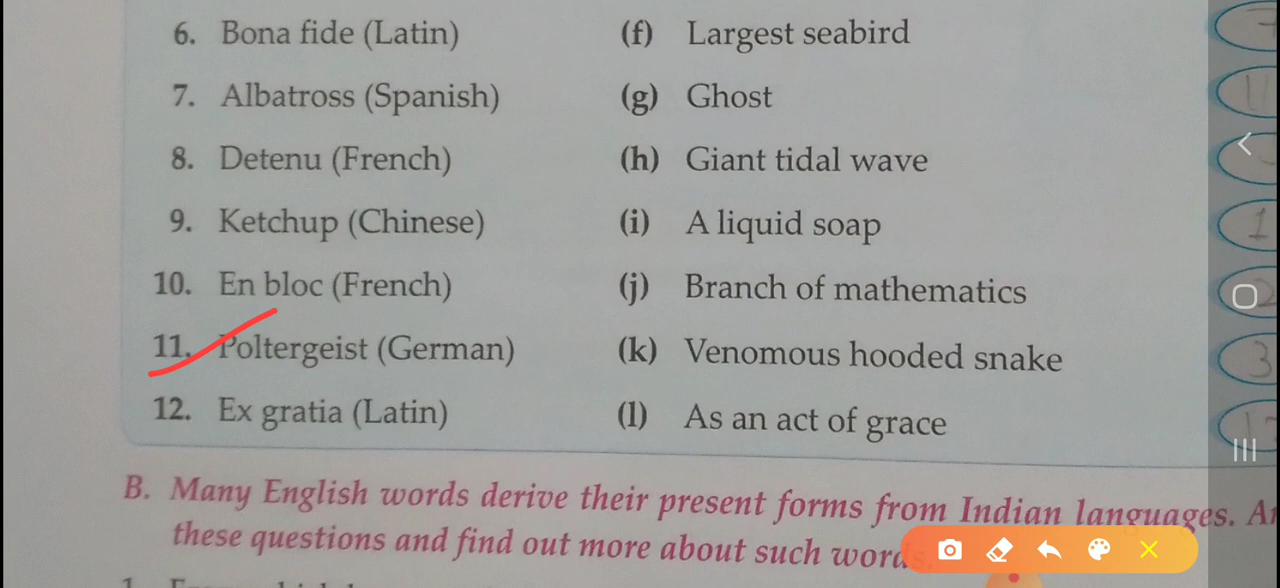 6. Bona fide (Latin) (f) Largest seabird
7. Albatross (Spanish) (g) Ghost
8. Detenu (French) (h) Giant tidal wave
9. Ketchup (Chinese) (i) A liquid soap
10. En bloc (French) (j) Branch of mathematics
11. Poltergeist (German) (k) Venomous hooded snake
12. Ex gratia (Latin) (l) As an act of grace
B. Many English words derive their present forms from Indian languages.
these questions and find out more about such